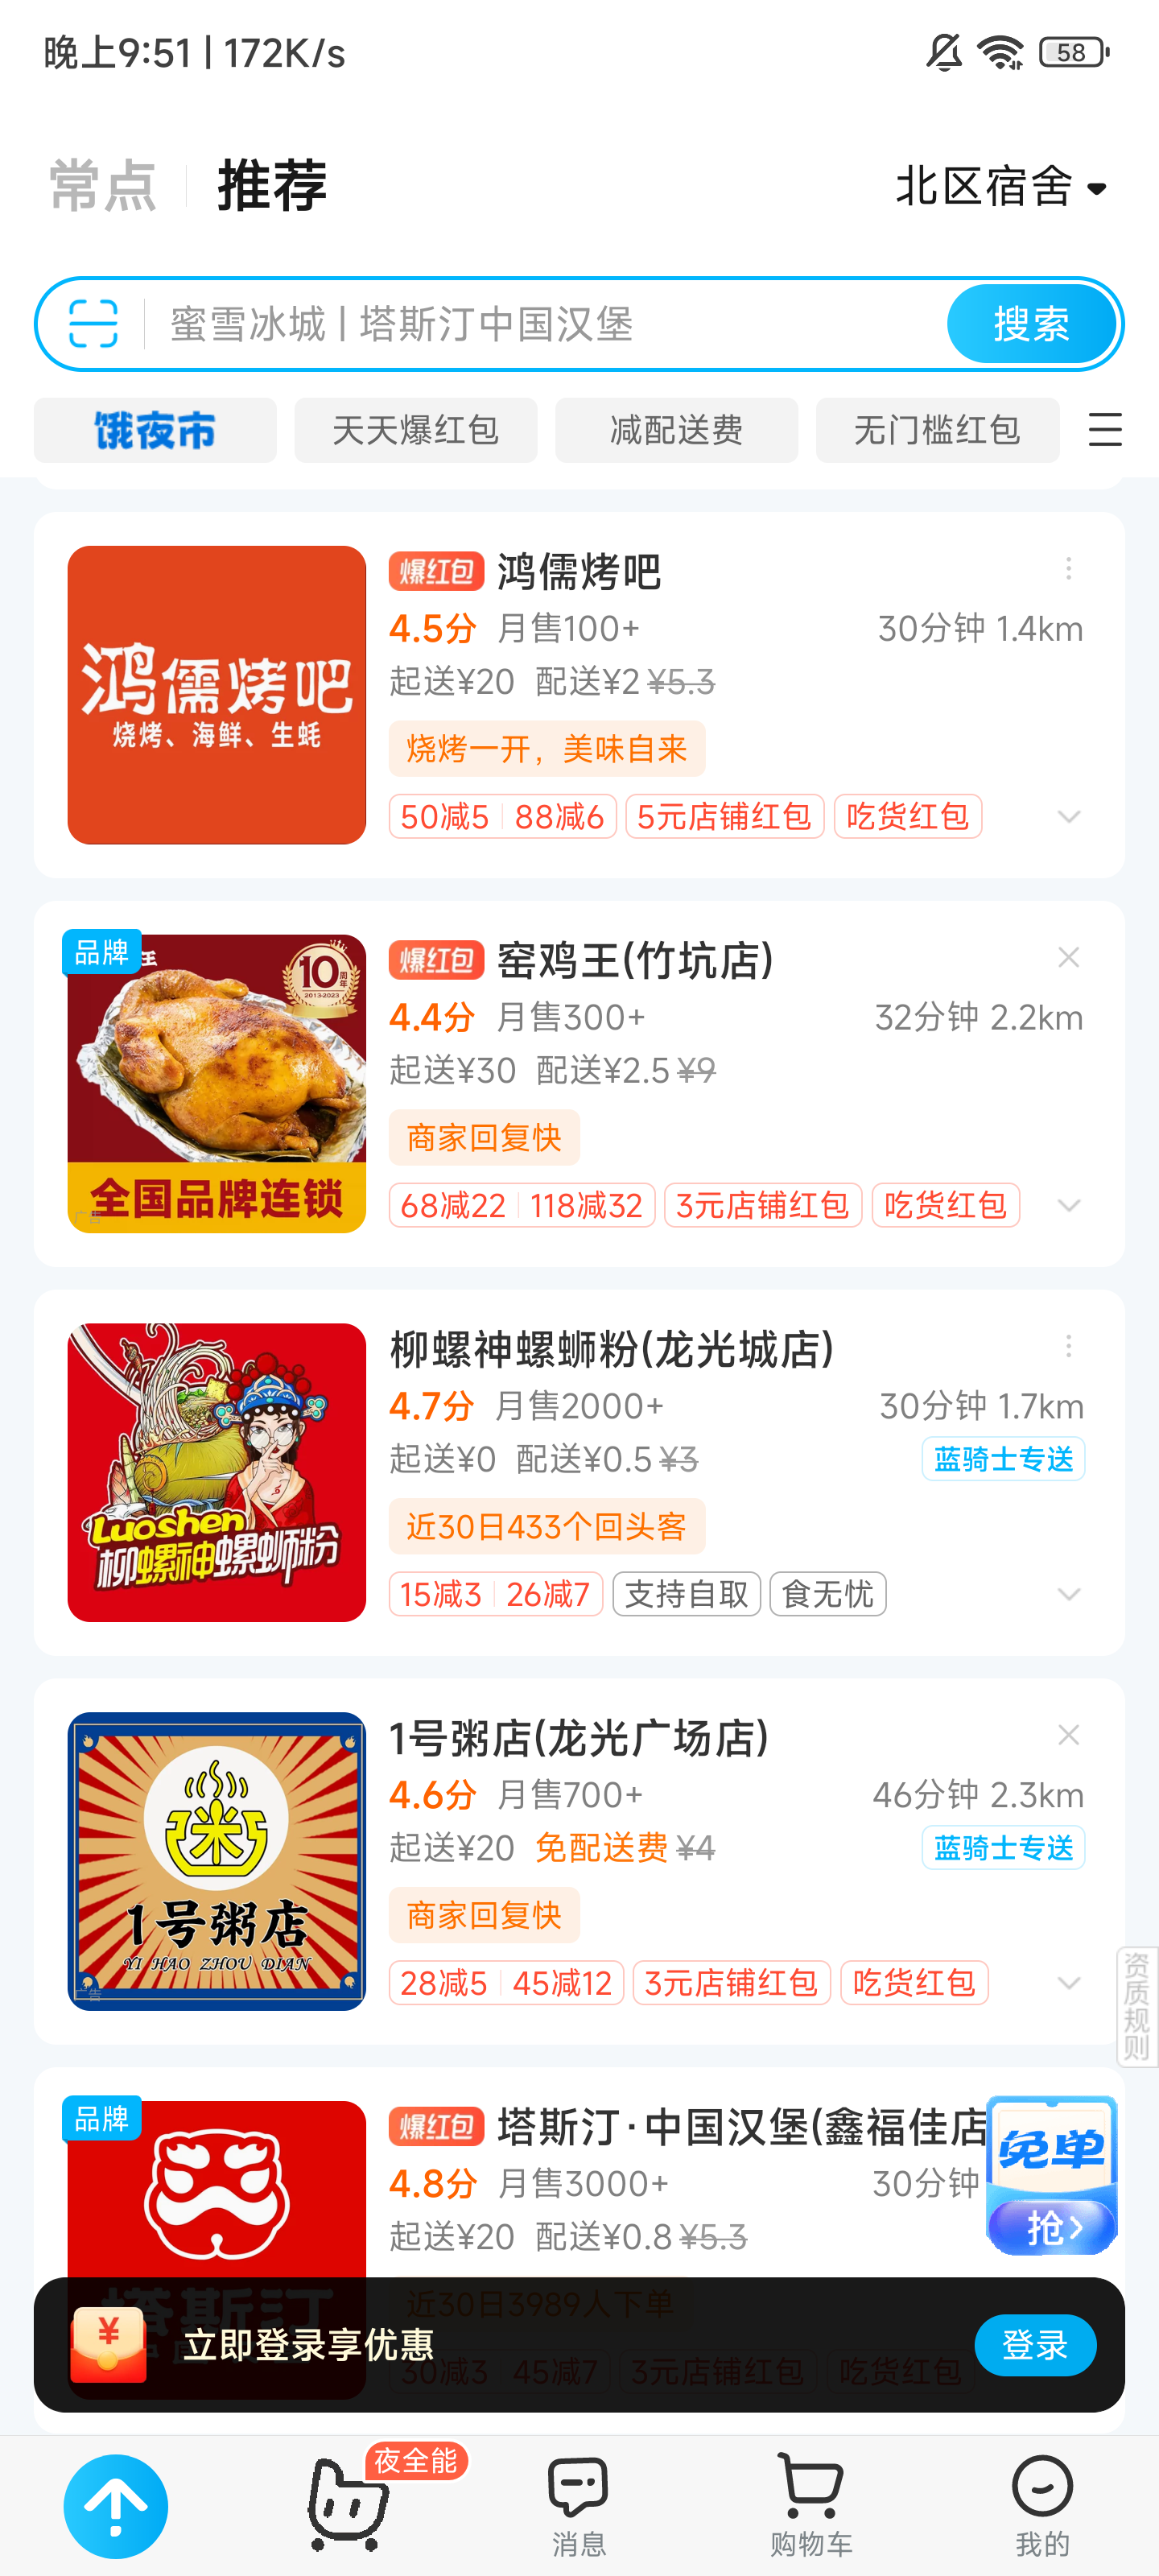 晚上9:51 | 172K/s
58
常点
推荐
北区宿舍
蜜雪冰城 | 塔斯汀中国汉堡
搜索
饿夜市
天天爆红包
减配送费
无门槛红包
鸿儒烤吧
烧烤、海鲜、生蚝
爆红包 鸿儒烤吧
4.5分 月售100+
30分钟 1.4km
起送¥20 配送¥2 ¥5.3
烧烤一开，美味自来
50减5 88减6 5元店铺红包 吃货红包
品牌
王
10周年
2013-2023
全国品牌连锁
广告
爆红包 窑鸡王(竹坑店)
4.4分 月售300+
32分钟 2.2km
起送¥30 配送¥2.5 ¥9
商家回复快
68减22 118减32 3元店铺红包 吃货红包
Luoshen
柳螺神螺蛳粉
柳螺神螺蛳粉(龙光城店)
4.7分 月售2000+
30分钟 1.7km
起送¥0 配送¥0.5 ¥3
蓝骑士专送
近30日433个回头客
15减3 26减7 支持自取 食无忧
米
1号粥店
YI HAO ZHOU DIAN
广告
1号粥店(龙光广场店)
4.6分 月售700+
46分钟 2.3km
起送¥20 免配送费 ¥4
蓝骑士专送
商家回复快
28减5 45减12 3元店铺红包 吃货红包
资质规则
品牌
塔斯汀
爆红包 塔斯汀·中国汉堡(鑫福佳店
4.8分 月售3000+
30分钟
起送¥20 配送¥0.8 ¥5.3
免单
抢
近30日3989人下单
30减3 45减7 3元店铺红包 吃货红包
¥
立即登录享优惠
登录
夜全能
消息
购物车
我的